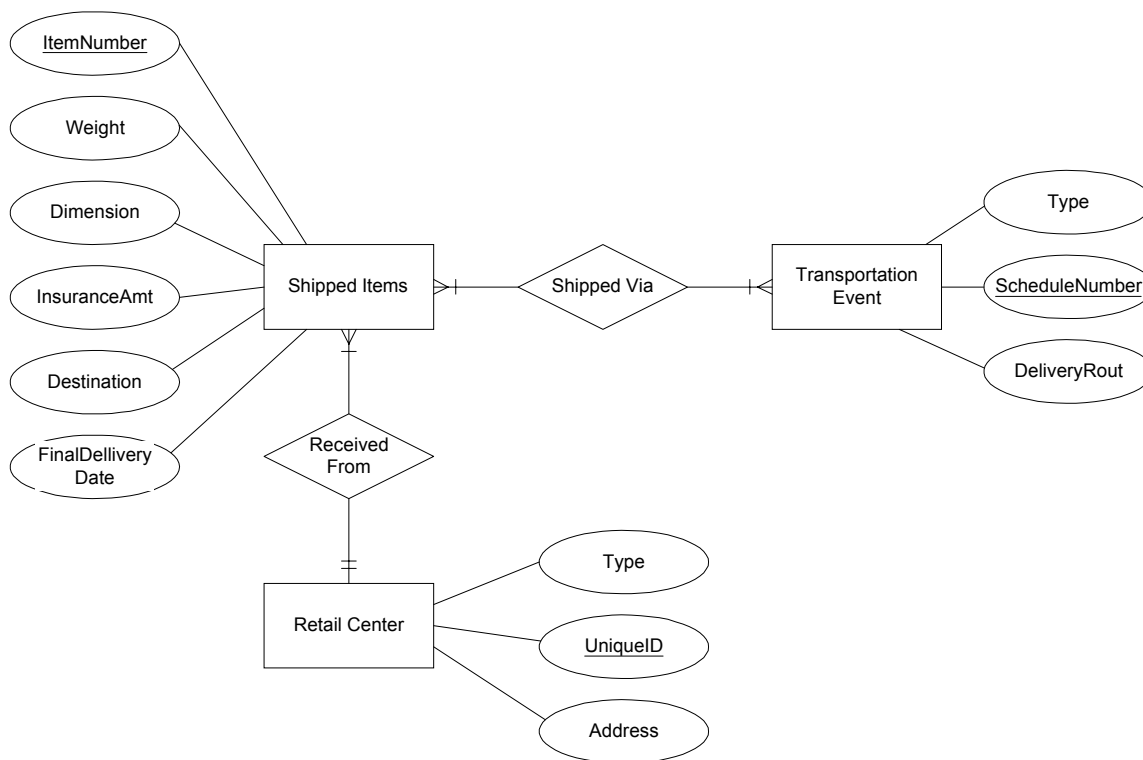 ItemNumber
Weight
Dimension
InsuranceAmt
Destination
FinalDellivery
Date
Shipped Items
Shipped Via
Transportation
Event
Type
ScheduleNumber
DeliveryRout
Received
From
Retail Center
Type
UniqueID
Address